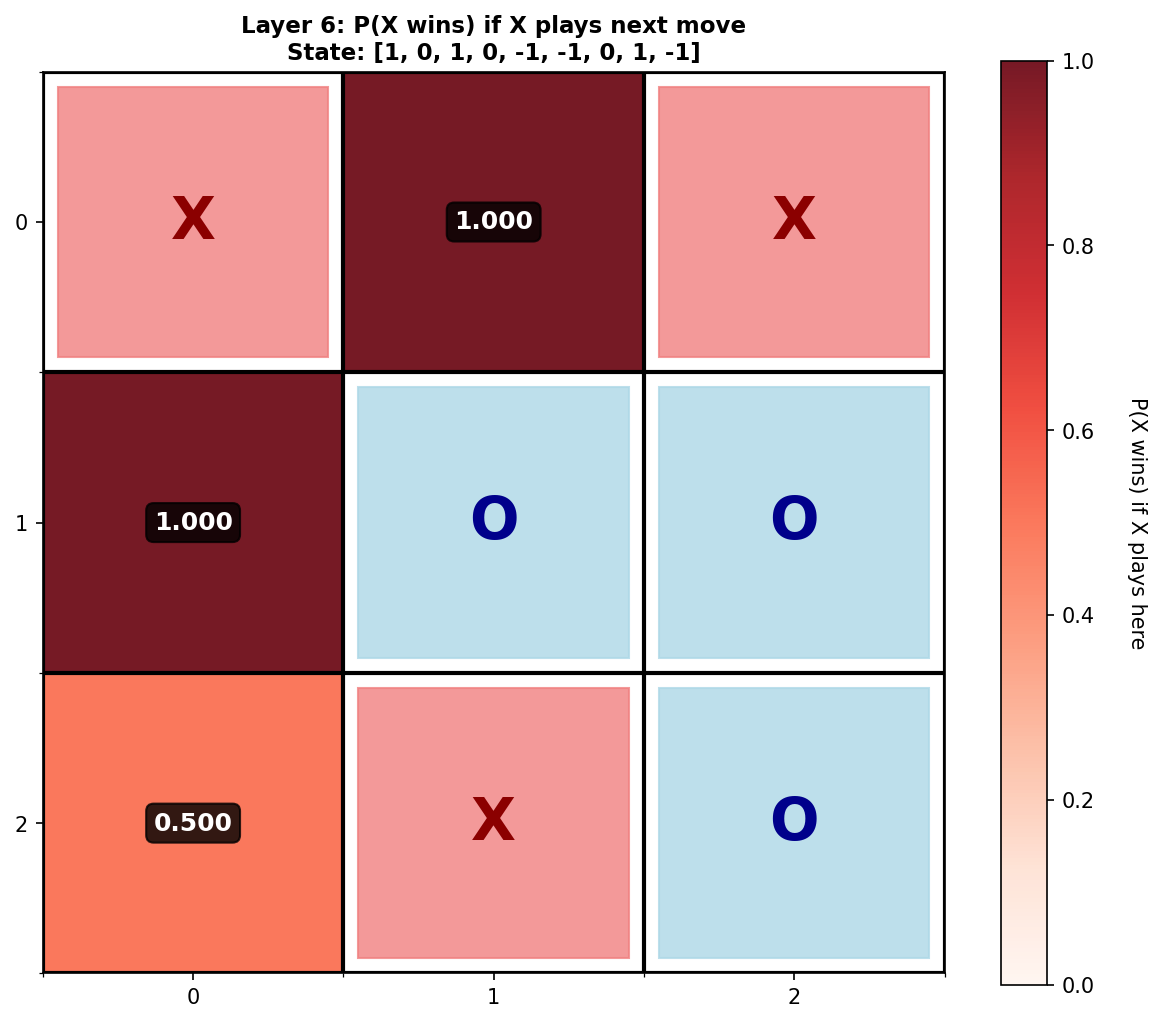 Layer 6: P(X wins) if X plays next move
State: [1, 0, 1, 0, -1, -1, 0, 1, -1]
X
1.000
X
1.000
O
O
0.500
X
O
0
1
2
0
1
2
1.0
0.8
0.6
0.4
0.2
0.0
P(X wins) if X plays here